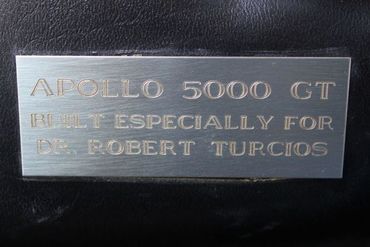 APOLLO 5000 GT
BUILT ESPECIALLY FOR
DR. ROBERT TURCIOS